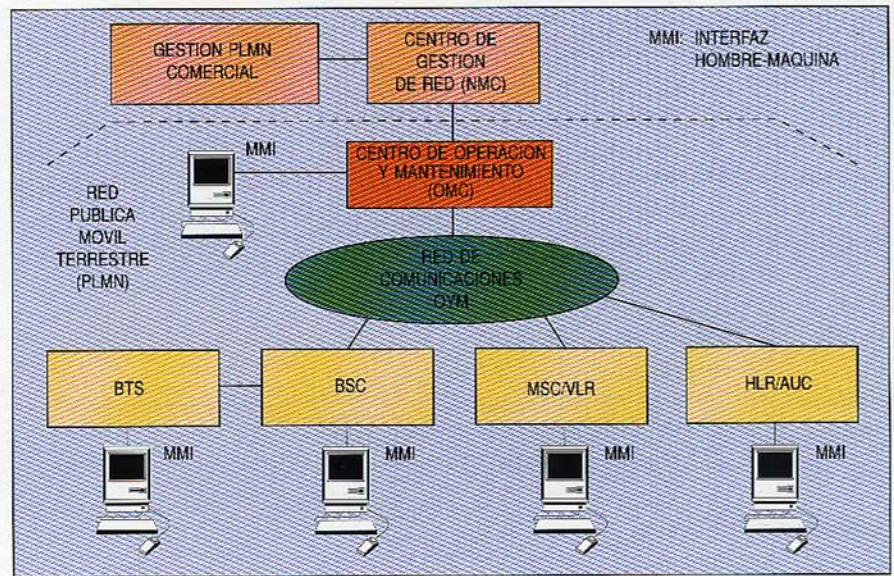 GESTION PLMN
COMERCIAL
CENTRO DE
GESTION
DE RED (NMC)
MMI: INTERFAZ
HOMBRE-MAQUINA
MMI
CENTRO DE OPERACION
Y MANTENIMIENTO
(OMC)
RED
PUBLICA
MOVIL
TERRESTRE
(PLMN)
RED DE
COMUNICACIONES
OYM
BTS
BSC
MSC/VLR
HLR/AUC
MMI
MMI
MMI
MMI